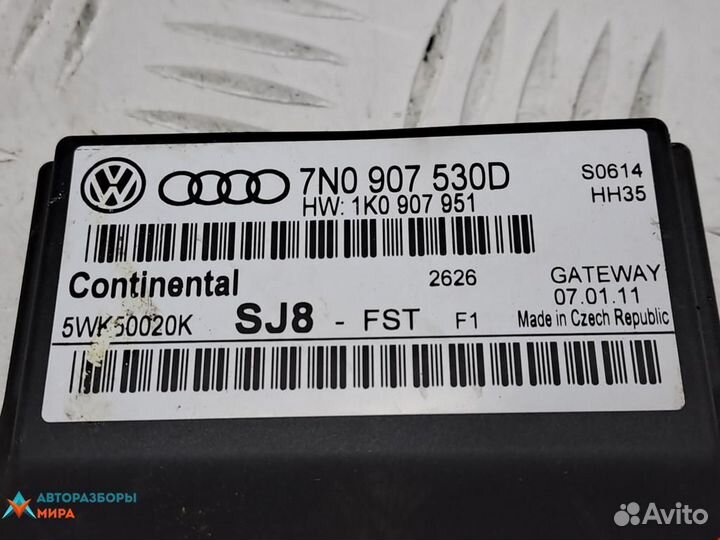 7N0 907 530D
HW: 1K0 907 951
S0614
HH35
Continental
2626
GATEWAY
07.01.11
5WK50020K SJ8 - FST F1
Made in Czech Republic
АВТОРАЗБОРЫ
МИРА
Avito